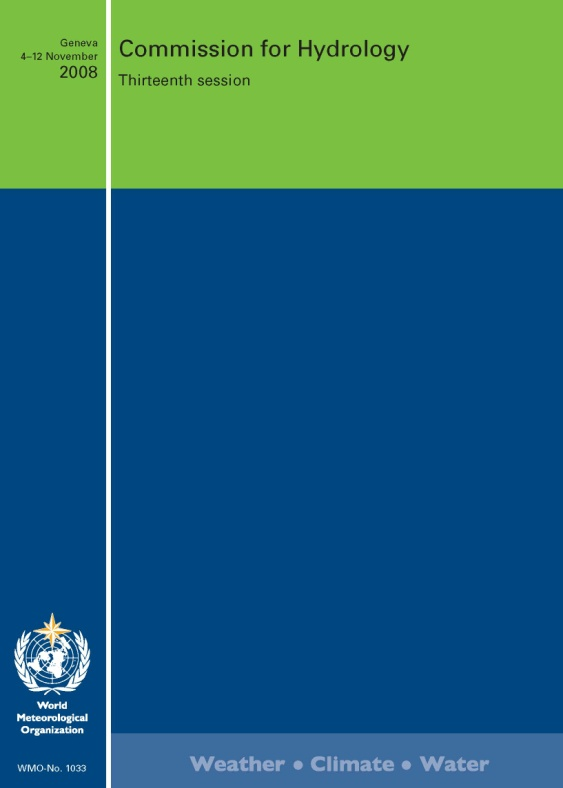 Geneva
4–12 November
2008
Commission for Hydrology
Thirteenth session
World
Meteorological
Organization
WMO-No. 1033
Weather • Climate • Water